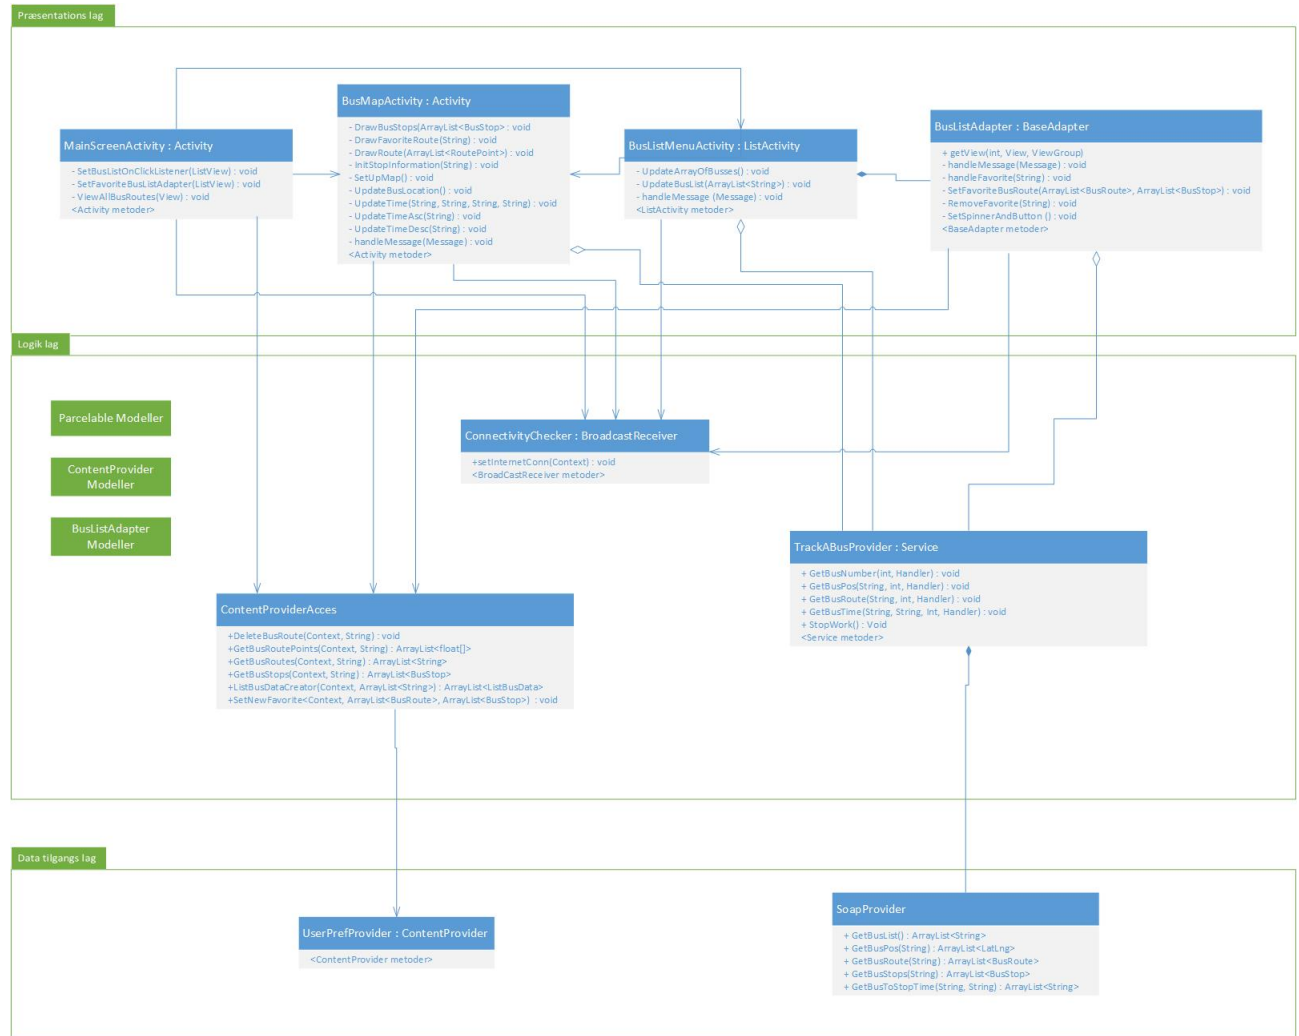 Præsentations lag
BusMapActivity : Activity
- DrawBusStops(ArrayList<BusStop> : void
- DrawFavoriteRoute(String) : void
- DrawRoute(ArrayList<RoutePoint>) : void
- InitStopInformation(String) : void
- SetUpMap() : void
- UpdateBusLocation() : void
- UpdateTime(String, String, String, String) : void
- UpdateTimeAsc(String) : void
- UpdateTimeDesc(String) : void
- handleMessage(Message) : void
<Activity metoder>
MainScreenActivity : Activity
- SetBusListOnClickListener(ListView) : void
- SetFavoriteBusListAdapter(ListView) : void
- ViewAllBusRoutes(View) : void
<Activity metoder>
BusListMenuActivity : ListActivity
- UpdateArrayOfBusses() : void
- UpdateBusList(ArrayList<String>) : void
- handleMessage (Message) : void
<ListActivity metoder>
BusListAdapter : BaseAdapter
+ getView(int, View, ViewGroup)
- handleMessage(Message) : void
- handleFavorite(String) : void
- SetFavoriteBusRoute(ArrayList<BusRoute>, ArrayList<BusStop>) : void
- RemoveFavorite(String) : void
- SetSpinnerAndButton () : void
<BaseAdapter metoder>
Logik lag
Parcelable Modeller
ContentProvider
Modeller
BusListAdapter
Modeller
ConnectivityChecker : BroadcastReceiver
+setInternetConn(Context) : void
<BroadCastReceiver metoder>
TrackABusProvider : Service
+ GetBusNumber(int, Handler) : void
+ GetBusPos(String, int, Handler) : void
+ GetBusRoute(String, int, Handler) : void
+ GetBusTime(String, String, Int, Handler) : void
+ StopWork() : Void
<Service metoder>
ContentProviderAcces
+DeleteBusRoute(Context, String) : void
+GetBusRoutePoints(Context, String) : ArrayList<float[]>
+GetBusRoutes(Context, String) : ArrayList<String>
+GetBusStops(Context, String) : ArrayList<BusStop>
+ListBusDataCreator(Context, ArrayList<String>) : ArrayList<ListBusData>
+SetNewFavorite<Context, ArrayList<BusRoute>, ArrayList<BusStop>) : void
Data tilgangs lag
UserPrefProvider : ContentProvider
<ContentProvider metoder>
SoapProvider
+ GetBusList() : ArrayList<String>
+ GetBusPos(String) : ArrayList<LatLng>
+ GetBusRoute(String) : ArrayList<BusRoute>
+ GetBusStops(String) : ArrayList<BusStop>
+ GetBusToStopTime(String, String) : ArrayList<String>